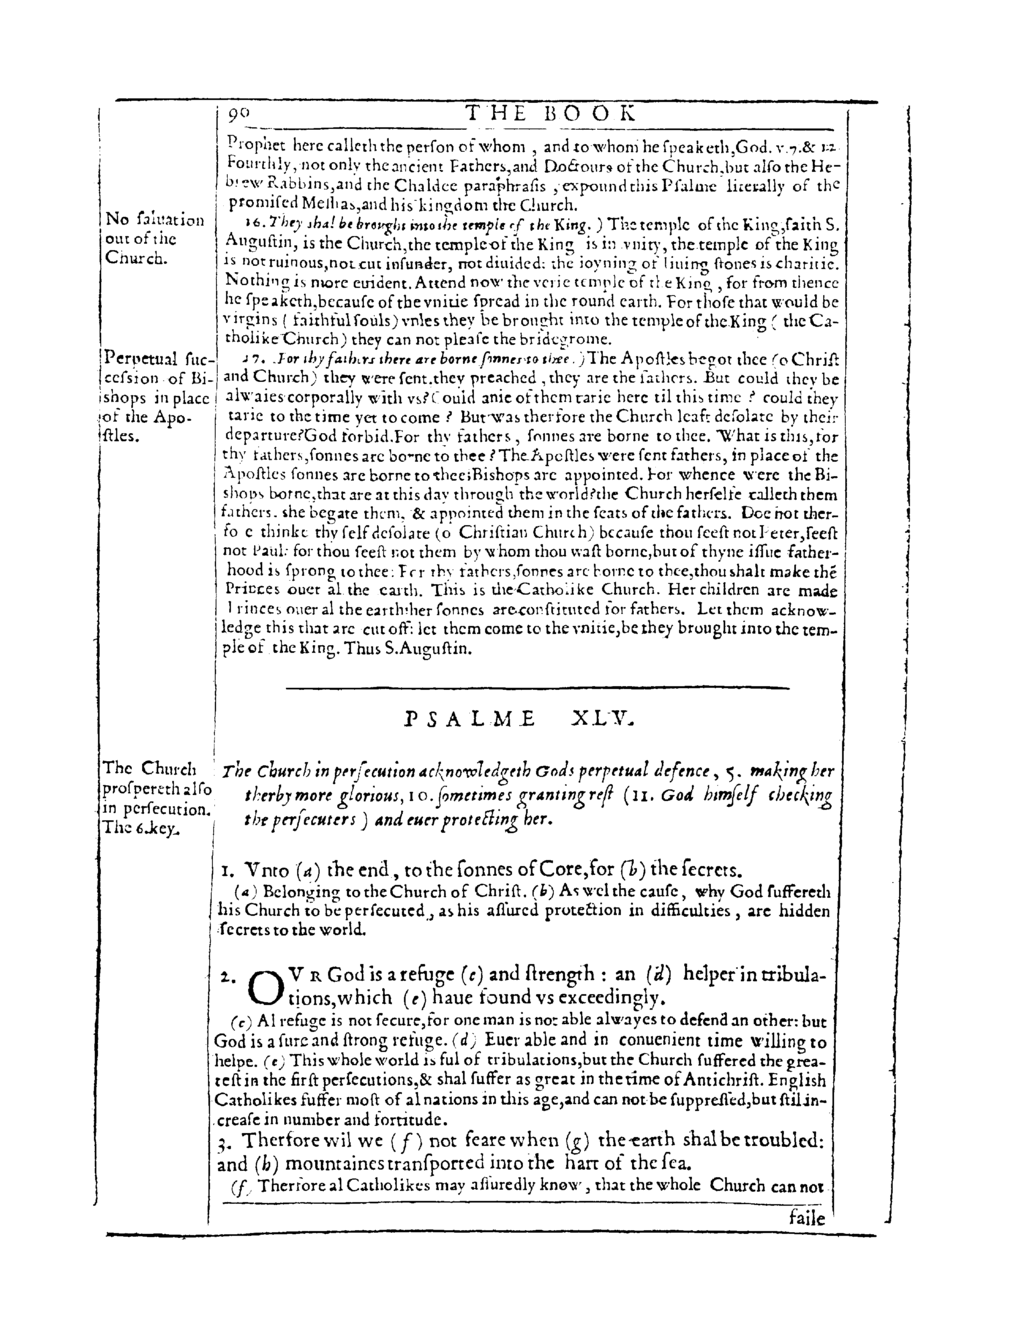 90 THE BOOK
Prophet here calleth the perſon of whom , and to whom he ſpeaketh,God. v.7.& 12
Fourthly, not only the ancient Fathers,and Doctours of the Church,but alſo the He-
brew Rabbins,and the Chaldee paraphraſis , expound this Pſalme literally of the
promiſed Meſſias,and his kingdom the Church.
No ſaluation
out of the
Church.
16. They shal be brought into the temple of the King. ) The temple of the King,ſaith S.
Auguſtin, is the Church,the temple of the King is in vnity, the temple of the King
is not ruinous,not cut inſunder, not diuided: the ioyning of liuing ſtones is charitie.
Nothing is more euident. Attend now the verie temple of the King , for from thence
he ſpeaketh,becauſe of the vnitie ſpread in the round earth. For thoſe that would be
virgins ( faithful ſouls) vnles they be brought into the temple of the King ( the Ca-
tholike Church) they can not pleaſe the bridegrome.
Perpetual ſuc-
ceſsion of Bi-
shops in place
of the Apo-
ſtles.
17. For thy fathers there are borne ſonnes to thee. ) The Apoſtles begot thee (o Chriſt
and Church) they were ſent,they preached , they are the fathers. But could they be
alwaies corporally with vs? Could anie of them tarie here til this time ? could they
tarie to the time yet to come ? But was therfore the Church leaft deſolate by their
departure?God forbid.For thy fathers , ſonnes are borne to thee. What is this,for
thy fathers,ſonnes are borne to thee ? The Apoſtles were ſent fathers, in place of the
Apoſtles ſonnes are borne to thee;Bishops are appointed. For whence were the Bi-
shops borne,that are at this day through the world?the Church herſelfe calleth them
fathers. she begate them, & appointed them in the ſeats of the fathers. Doe not ther-
fore thinke thy ſelf deſolate (o Chriſtian Church) becauſe thou ſeeſt not Peter,ſeeſt
not Paul: for thou ſeeſt not them by whom thou waſt borne,but of thyne iſſue father-
hood is ſprong to thee: For thy fathers,ſonnes are borne to thee,thou shalt make thē
Princes ouer al the earth. This is the Catholike Church. Her children are made
Princes ouer al the earth:her ſonnes are conſtituted for fathers. Let them acknow-
ledge this that are cut off: let them come to the vnitie,be they brought into the tem-
ple of the King. Thus S.Auguſtin.
PSALME XLV.
The Church
proſpereth alſo
in perſecution.
The 6.key.
The Church in perſecution acknowledgeth Gods perpetual defence , 5. making her
therby more glorious, 10. ſometimes granting reſt (11. God himſelf checking
the perſecuters ) and euer protecting her.
1. Vnto (a) the end , to the ſonnes of Core,for (b) the ſecrets.
(a) Belonging to the Church of Chriſt. (b) As wel the cauſe , why God ſuffereth
his Church to be perſecuted , as his aſſured protection in difficulties , are hidden
ſecrets to the world.
2. OVR God is a refuge (c) and ſtrength : an (d) helper in tribula-
tions,which (e) haue found vs exceedingly.
(c) Al refuge is not ſecure,for one man is not able alwayes to defend an other: but
God is a ſure and ſtrong refuge. (d) Euer able and in conuenient time willing to
helpe. (e) This whole world is ful of tribulations,but the Church ſuffered the grea-
teſt in the firſt perſecutions,& shal ſuffer as great in the time of Antichriſt. English
Catholikes ſuffer moſt of al nations in this age,and can not be ſuppreſſed,but ſtil in-
creaſe in number and fortitude.
3. Therfore wil we (f) not feare when (g) the earth shal be troubled:
and (h) mountaines tranſported into the hart of the ſea.
(f) Therfore al Catholikes may aſſuredly know , that the whole Church can not
faile